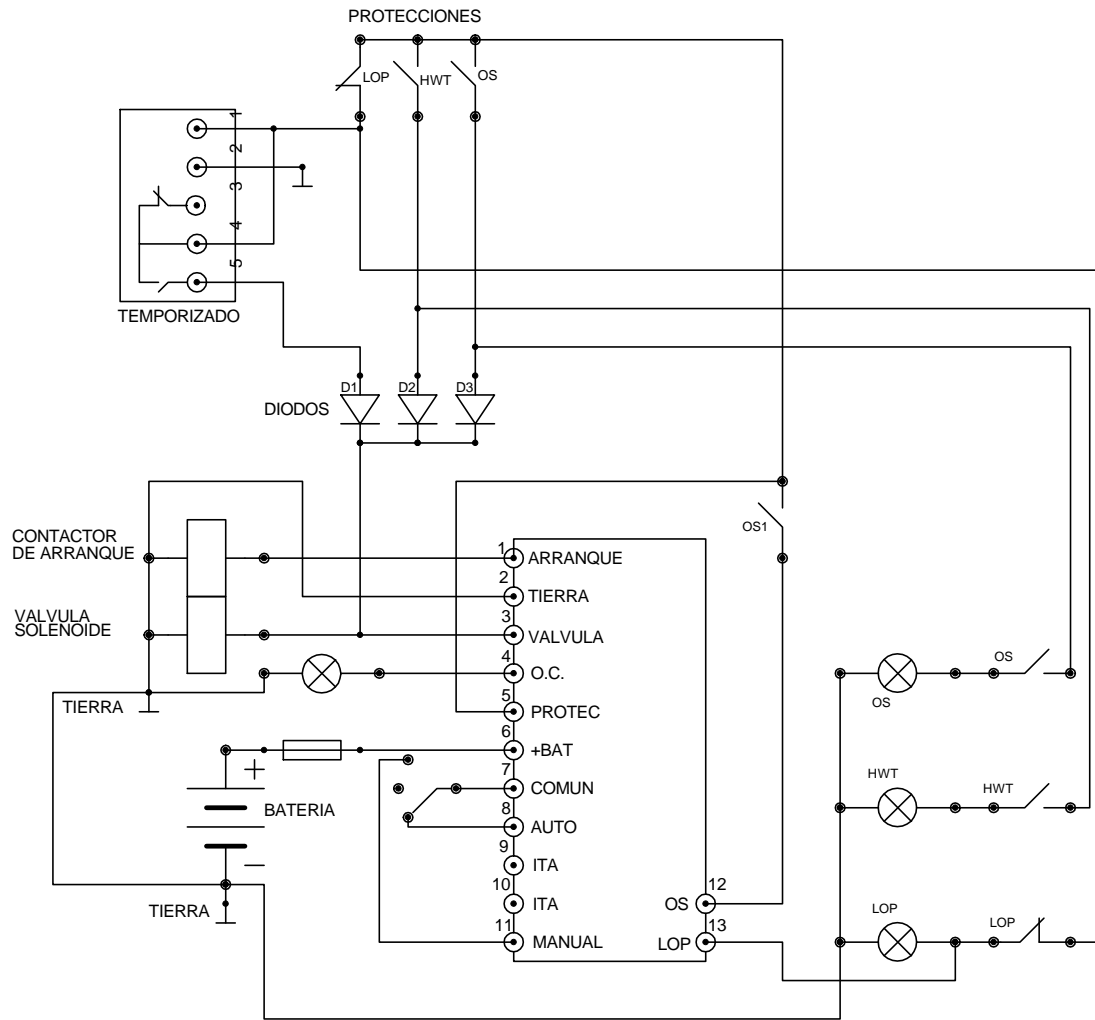 PROTECCIONES
LOP
HWT
OS
1
2
3
4
5
TEMPORIZADO
D1
D2
D3
DIODOS
OS1
CONTACTOR
DE ARRANQUE
VALVULA
SOLENOIDE
TIERRA
1
ARRANQUE
2
TIERRA
3
VALVULA
4
O.C.
5
PROTEC
6
+BAT
7
COMUN
8
AUTO
9
ITA
10
ITA
11
MANUAL
12
OS
13
LOP
+
BATERIA
—
TIERRA
OS
OS
HWT
HWT
LOP
LOP